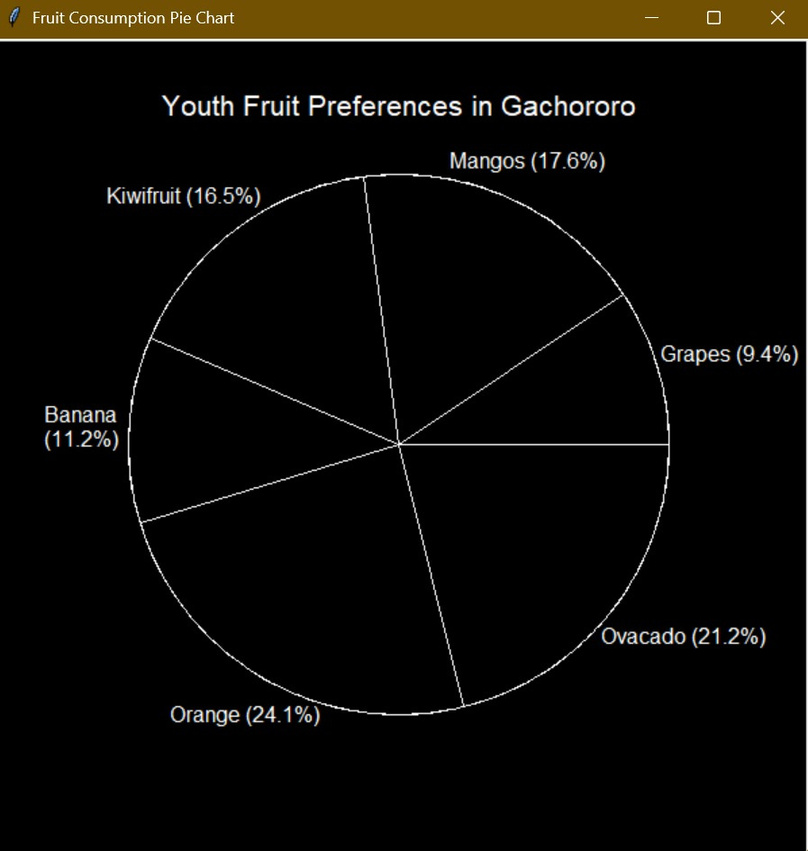 Fruit Consumption Pie Chart
Youth Fruit Preferences in Gachororo
Mangos (17.6%)
Kiwifruit (16.5%)
Grapes (9.4%)
Banana
(11.2%)
Ovacado (21.2%)
Orange (24.1%)